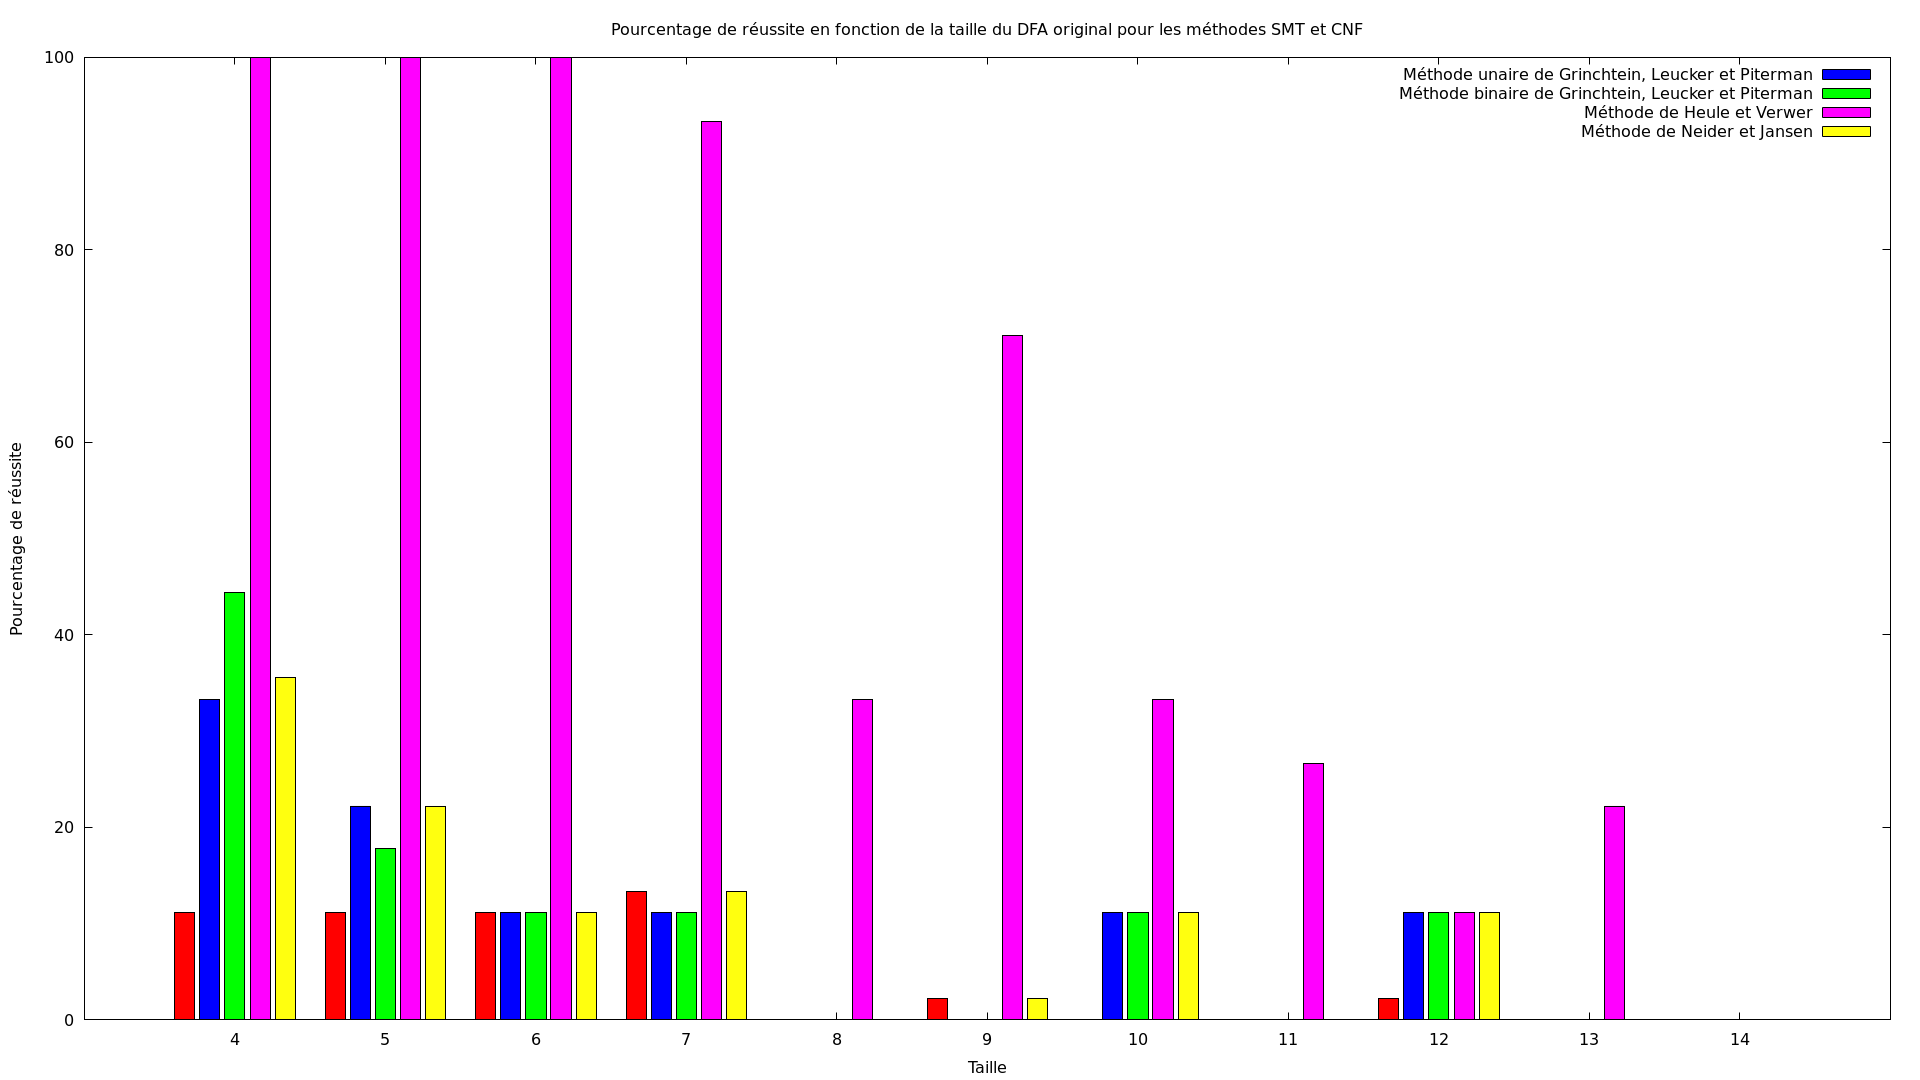 Pourcentage de réussite en fonction de la taille du DFA original pour les méthodes SMT et CNF
Méthode unaire de Grinchtein, Leucker et Piterman
Méthode binaire de Grinchtein, Leucker et Piterman
Méthode de Heule et Verwer
Méthode de Neider et Jansen
Pourcentage de réussite
100
80
60
40
20
0
4 5 6 7 8 9 10 11 12 13 14
Taille